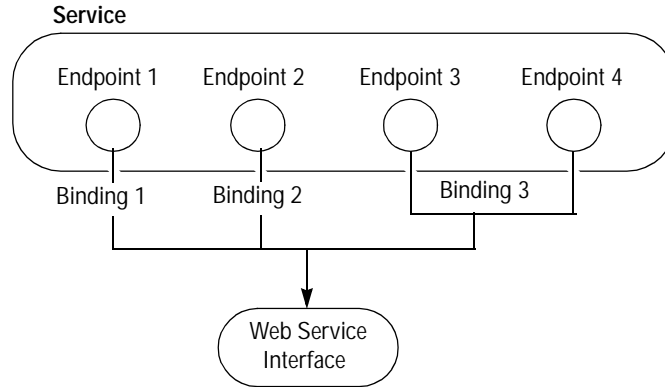 Service
Endpoint 1 Endpoint 2 Endpoint 3 Endpoint 4
Binding 1 Binding 2 Binding 3
Web Service
Interface